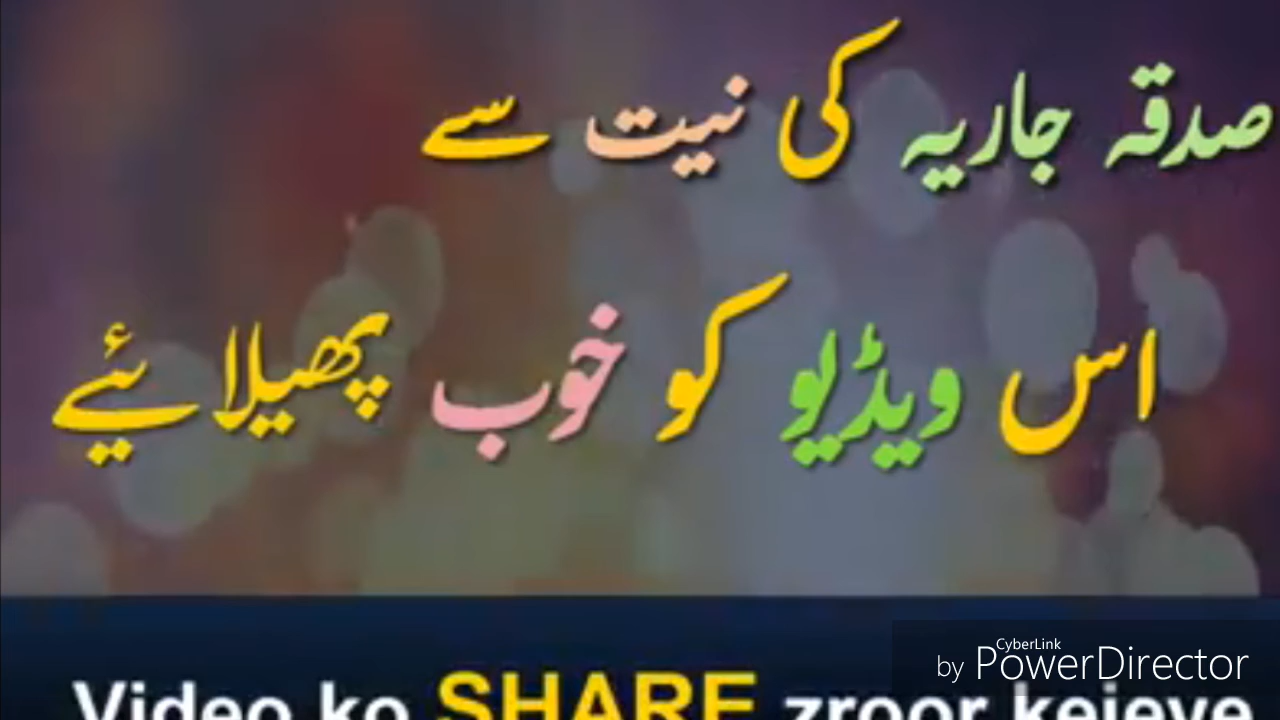 صدقہ جاریہ کی نیت سے
اس ویڈیو کو خوب پھیلائیے
CyberLink
by PowerDirector
Video ko SHARE zroor kejeye